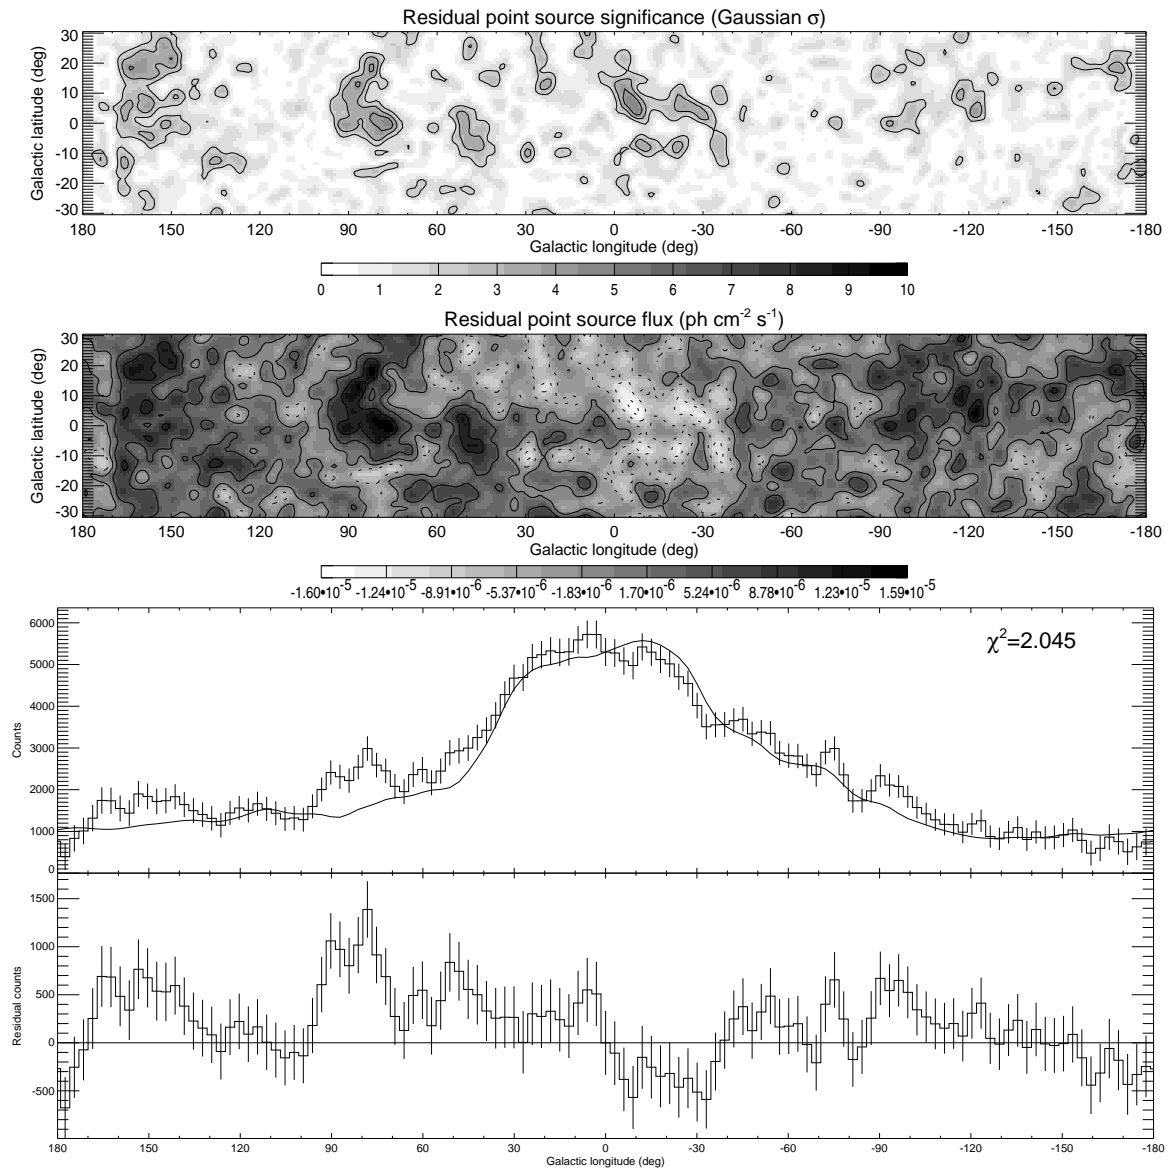 Residual point source significance (Gaussian σ)
Galactic latitude (deg)
30
20
10
0
-10
-20
-30
180 150 120 90 60 30 0 -30 -60 -90 -120 -150 -180
Galactic longitude (deg)
0 1 2 3 4 5 6 7 8 9 10
Residual point source flux (ph cm⁻² s⁻¹)
Galactic latitude (deg)
30
20
10
0
-10
-20
-30
180 150 120 90 60 30 0 -30 -60 -90 -120 -150 -180
Galactic longitude (deg)
-1.60•10⁻⁵ -1.24•10⁻⁵ -8.91•10⁻⁶ -5.37•10⁻⁶ -1.83•10⁻⁶ 1.70•10⁻⁶ 5.24•10⁻⁶ 8.78•10⁻⁶ 1.23•10⁻⁵ 1.59•10⁻⁵
χ²=2.045
Counts
6000
5000
4000
3000
2000
1000
0
Residual counts
1500
1000
500
0
-500
180 150 120 90 60 30 0 -30 -60 -90 -120 -150 -180
Galactic longitude (deg)